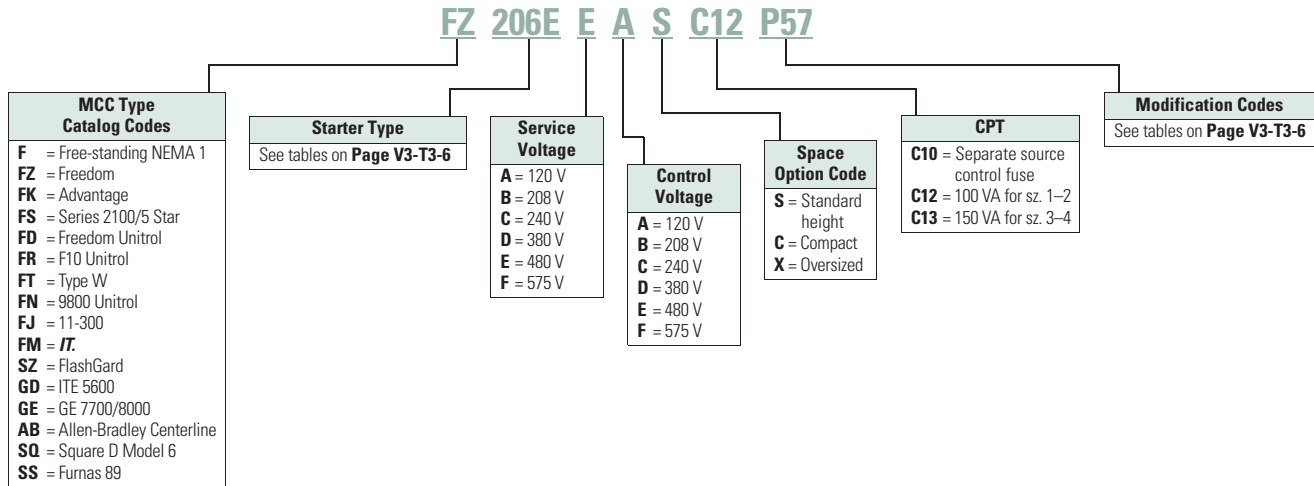 FZ 206E E A S C12 P57
MCC Type
Catalog Codes
F = Free-standing NEMA 1
FZ = Freedom
FK = Advantage
FS = Series 2100/5 Star
FD = Freedom Unitrol
FR = F10 Unitrol
FT = Type W
FN = 9800 Unitrol
FJ = 11-300
FM = IT.
SZ = FlashGard
GD = ITE 5600
GE = GE 7700/8000
AB = Allen-Bradley Centerline
SQ = Square D Model 6
SS = Furnas 89
Starter Type
See tables on Page V3-T3-6
Service
Voltage
A = 120 V
B = 208 V
C = 240 V
D = 380 V
E = 480 V
F = 575 V
Control
Voltage
A = 120 V
B = 208 V
C = 240 V
D = 380 V
E = 480 V
F = 575 V
Space
Option Code
S = Standard
height
C = Compact
X = Oversized
CPT
C10 = Separate source
control fuse
C12 = 100 VA for sz. 1–2
C13 = 150 VA for sz. 3–4
Modification Codes
See tables on Page V3-T3-6